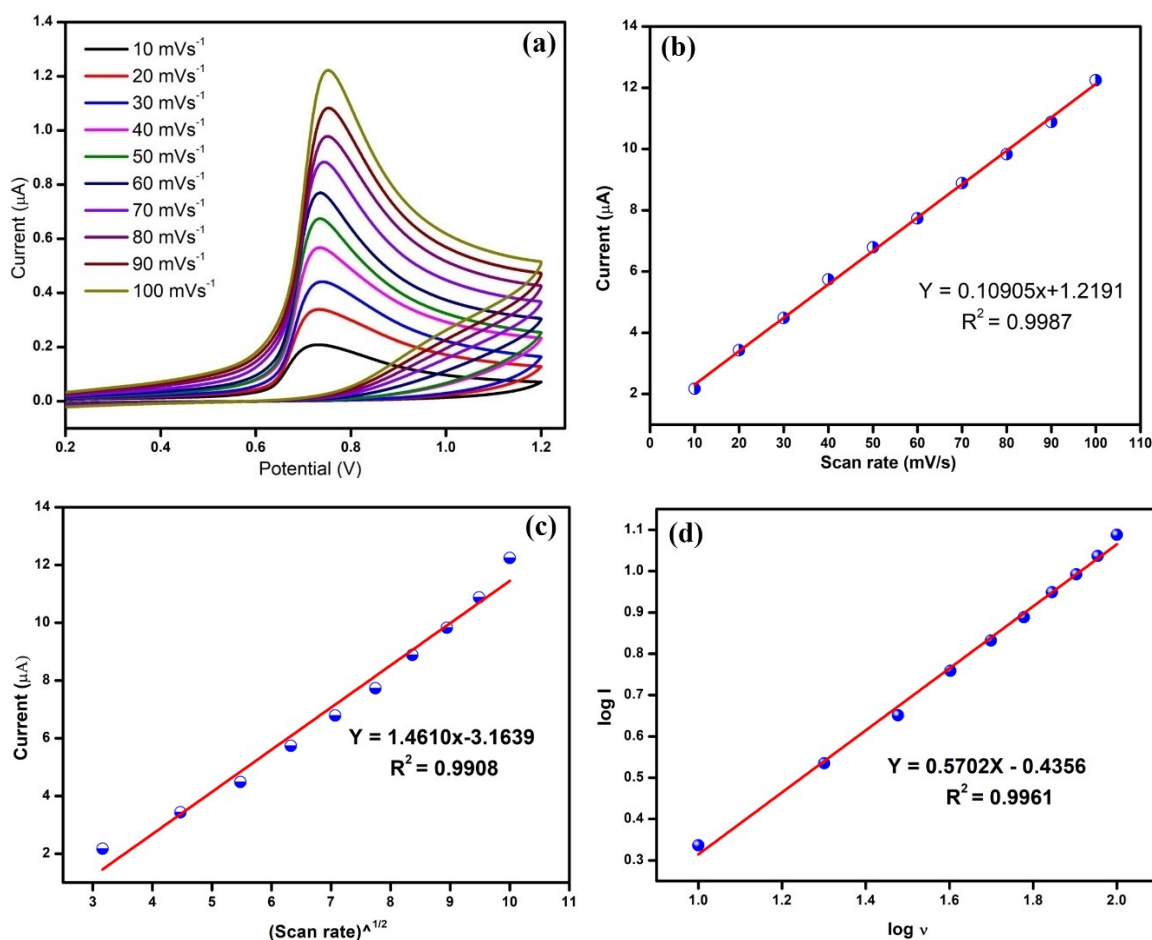 (a)
1.4
1.2
1.0
0.8
0.6
0.4
0.2
0.0
Current (μA)
10 mVs-1
20 mVs-1
30 mVs-1
40 mVs-1
50 mVs-1
60 mVs-1
70 mVs-1
80 mVs-1
90 mVs-1
100 mVs-1
0.2 0.4 0.6 0.8 1.0 1.2
Potential (V)
(b)
14
12
10
8
6
4
2
Current (μA)
Y = 0.10905x+1.2191
R2 = 0.9987
0 10 20 30 40 50 60 70 80 90 100 110
Scan rate (mV/s)
(c)
14
12
10
8
6
4
2
Current (μA)
Y = 1.4610x-3.1639
R2 = 0.9908
3 4 5 6 7 8 9 10 11
(Scan rate)^1/2
(d)
1.1
1.0
0.9
0.8
0.7
0.6
0.5
0.4
0.3
log I
Y = 0.5702X - 0.4356
R2 = 0.9961
1.0 1.2 1.4 1.6 1.8 2.0
log ν